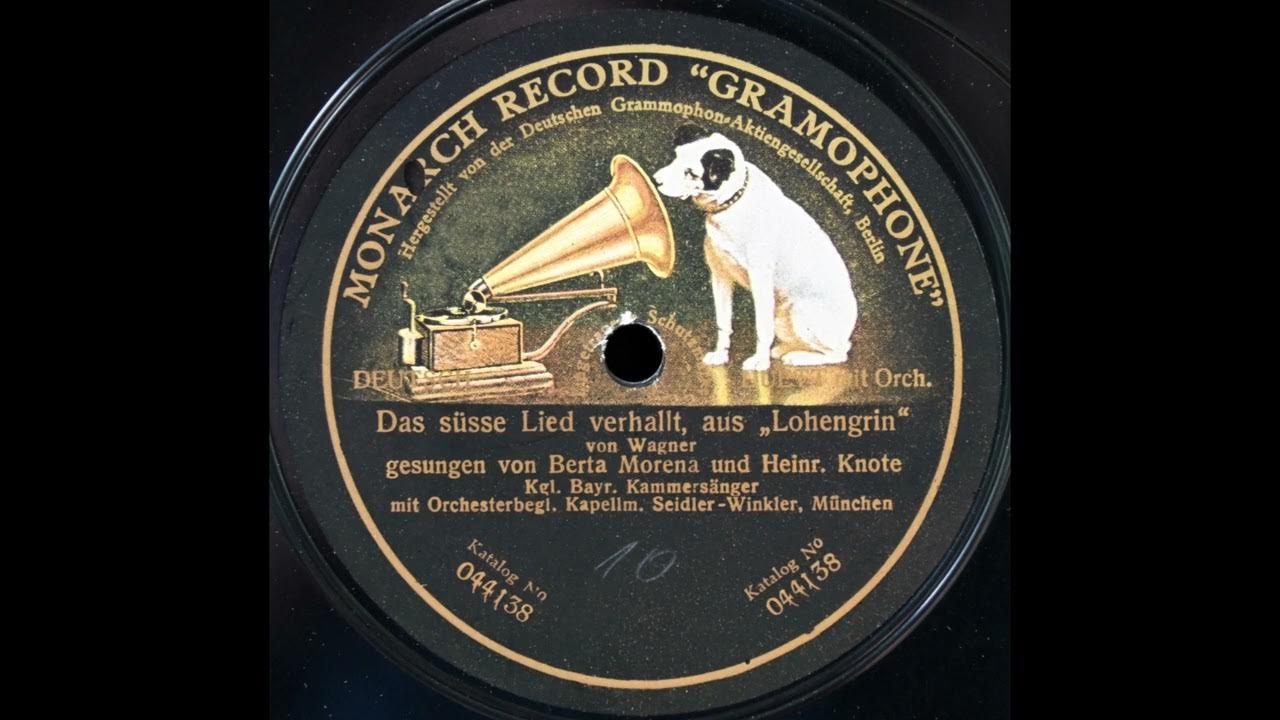 MONARCH RECORD “GRAMOPHONE”
Hergestellt von der Deutschen Grammophon-Aktiengesellschaft, Berlin
Schutzmarke
DEUTSCH
mit Orch.
Das süsse Lied verhallt, aus „Lohengrin“
von Wagner
gesungen von Berta Morena und Heinr. Knote
Kgl. Bayr. Kammersänger
mit Orchesterbegl. Kapellm. Seidler-Winkler, München
10
Katalog No
044138
Katalog No
044138